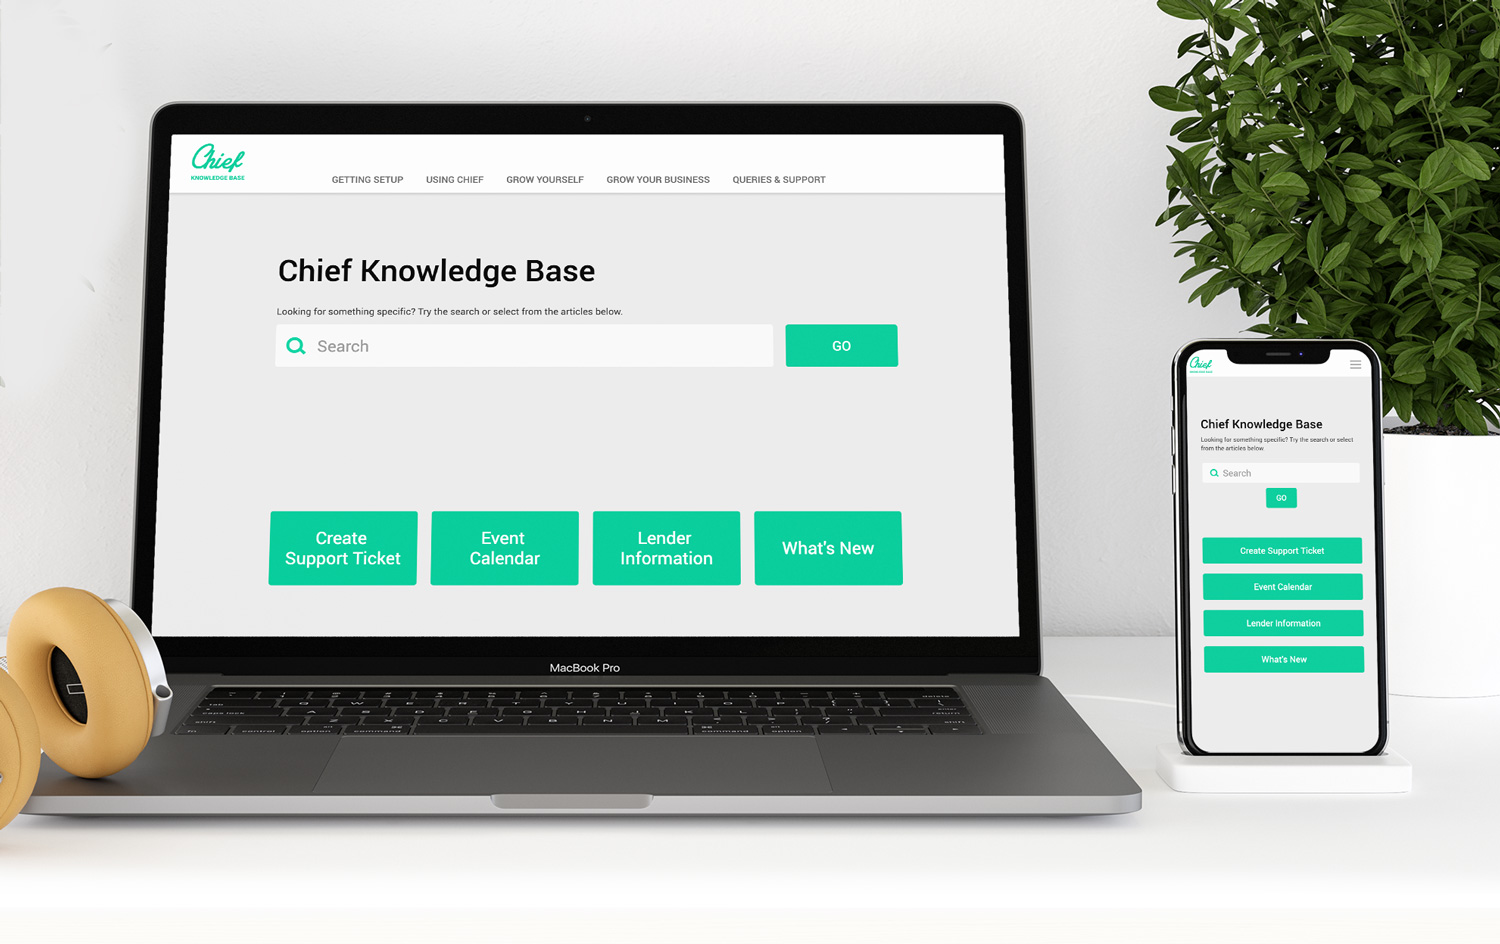 Chief
KNOWLEDGE BASE
GETTING SETUP
USING CHIEF
GROW YOURSELF
GROW YOUR BUSINESS
QUERIES & SUPPORT
Chief Knowledge Base
Looking for something specific? Try the search or select from the articles below.
Search
GO
Create
Support Ticket
Event
Calendar
Lender
Information
What's New
MacBook Pro
Chief
Chief Knowledge Base
Looking for something specific? Try the search or select
from the articles below
Search
GO
Create Support Ticket
Event Calendar
Lender Information
What's New